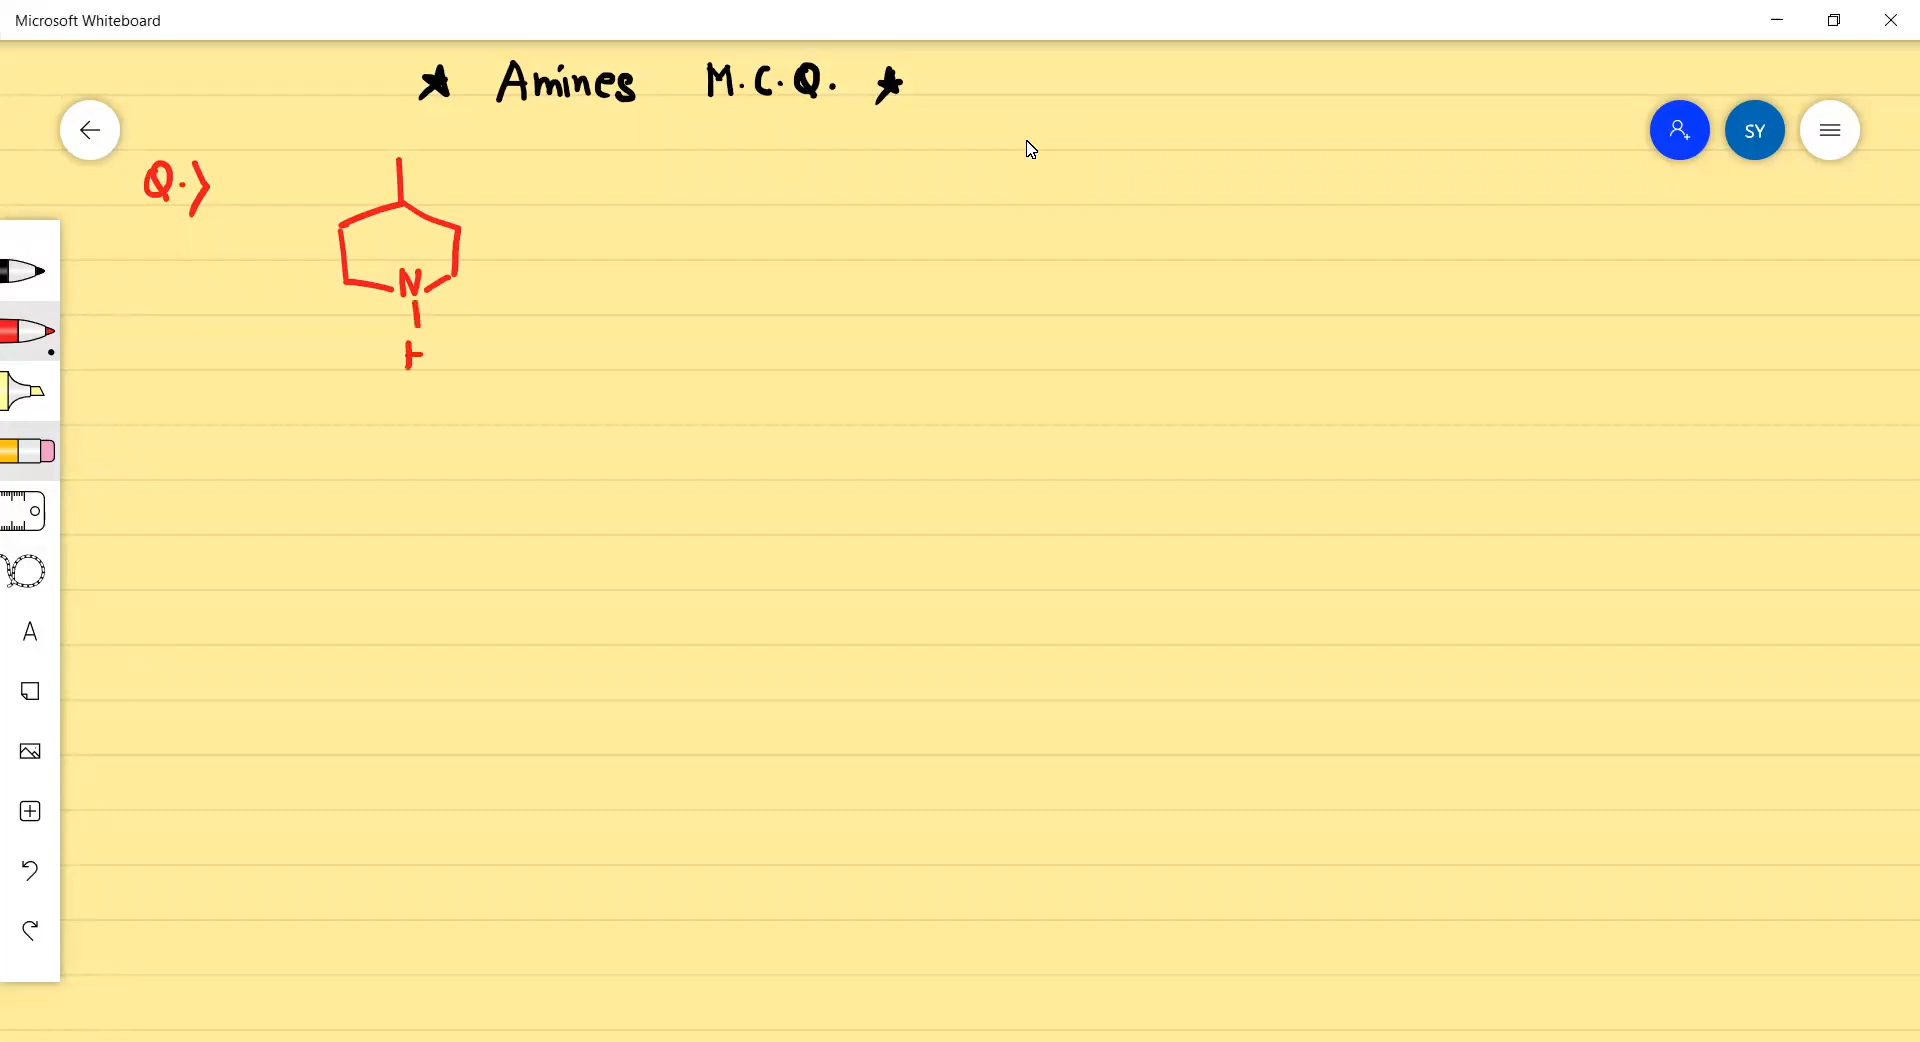 Microsoft Whiteboard
★ Amines M.C.Q. ★
SY
Q.>
N
A